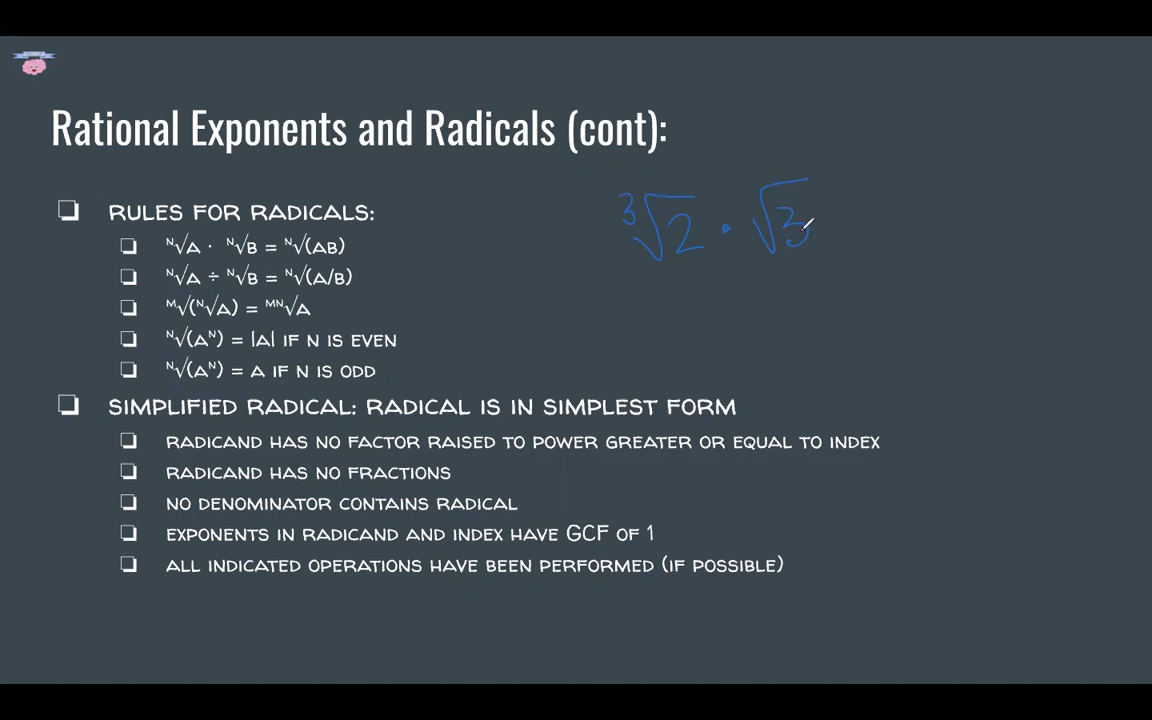 Rational Exponents and Radicals (cont):
³√2 · √3
RULES FOR RADICALS:
ᴺ√A · ᴺ√B = ᴺ√(AB)
ᴺ√A ÷ ᴺ√B = ᴺ√(A/B)
ᴹ√(ᴺ√A) = ᴹᴺ√A
ᴺ√(Aᴺ) = |A| IF N IS EVEN
ᴺ√(Aᴺ) = A IF N IS ODD
SIMPLIFIED RADICAL: RADICAL IS IN SIMPLEST FORM
RADICAND HAS NO FACTOR RAISED TO POWER GREATER OR EQUAL TO INDEX
RADICAND HAS NO FRACTIONS
NO DENOMINATOR CONTAINS RADICAL
EXPONENTS IN RADICAND AND INDEX HAVE GCF OF 1
ALL INDICATED OPERATIONS HAVE BEEN PERFORMED (IF POSSIBLE)